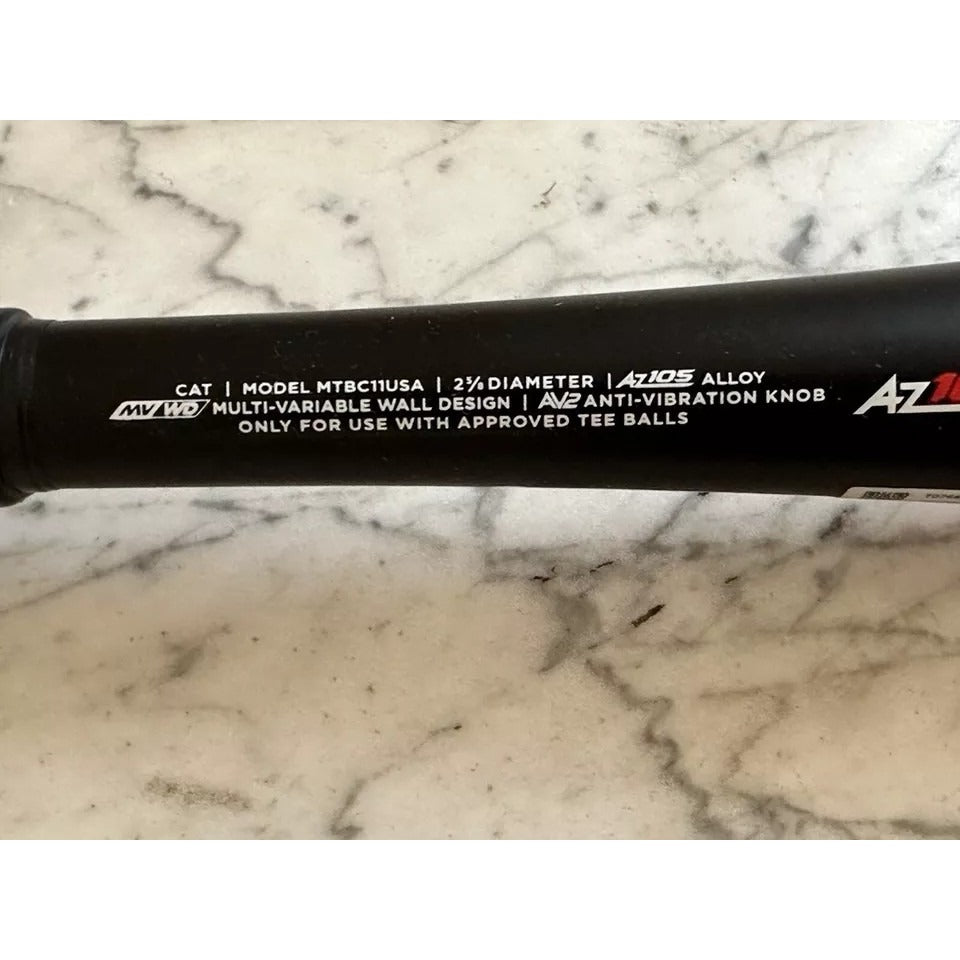 CAT | MODEL MTBC11USA | 2⅝ DIAMETER | AZ105 ALLOY
MV/WD MULTI-VARIABLE WALL DESIGN | AV2 ANTI-VIBRATION KNOB
ONLY FOR USE WITH APPROVED TEE BALLS